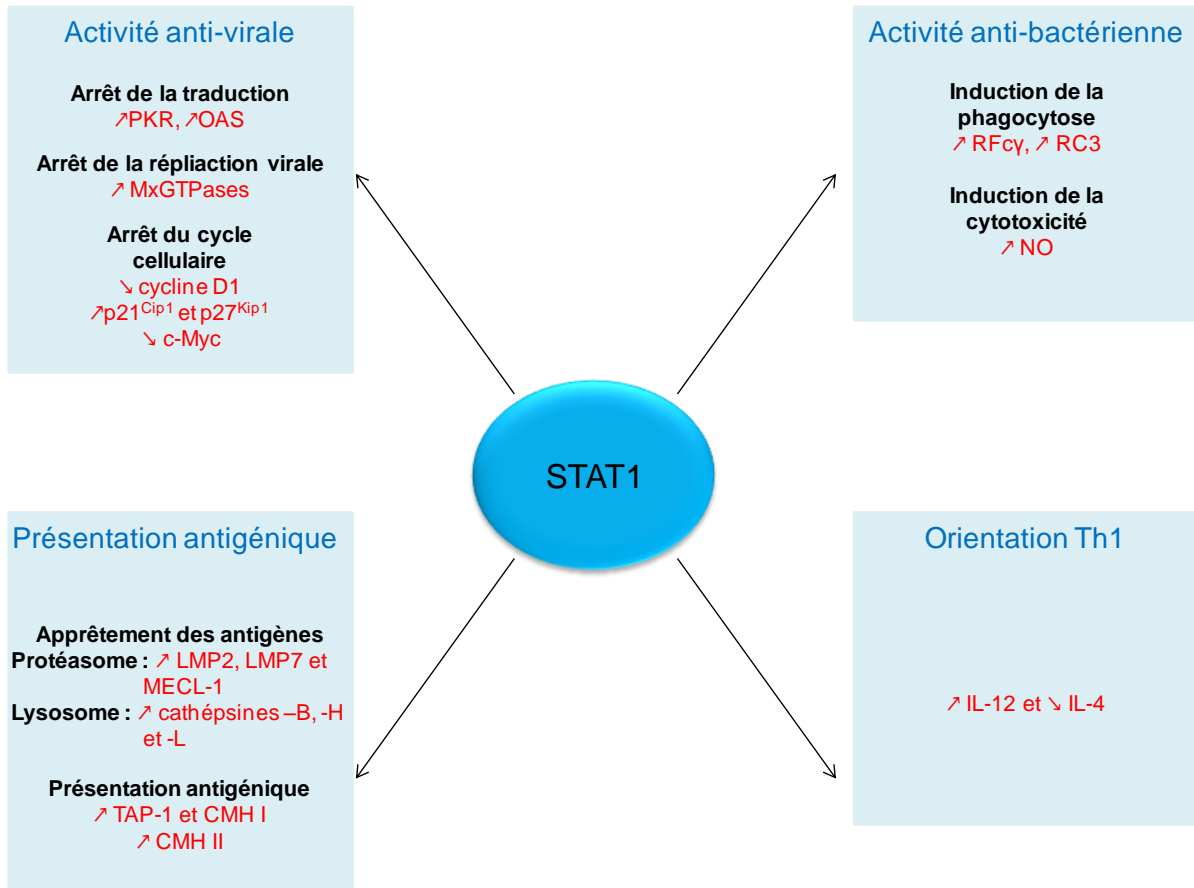 Activité anti-virale
Arrêt de la traduction
↗PKR, ↗OAS
Arrêt de la répliaction virale
↗ MxGTPases
Arrêt du cycle
cellulaire
↘ cycline D1
↗p21Cip1 et p27Kip1
↘ c-Myc
Activité anti-bactérienne
Induction de la
phagocytose
↗ RFcγ, ↗ RC3
Induction de la
cytotoxicité
↗ NO
STAT1
Présentation antigénique
Apprêtement des antigènes
Protéasome : ↗ LMP2, LMP7 et
MECL-1
Lysosome : ↗ cathépsines –B, -H
et -L
Présentation antigénique
↗ TAP-1 et CMH I
↗ CMH II
Orientation Th1
↗ IL-12 et ↘ IL-4